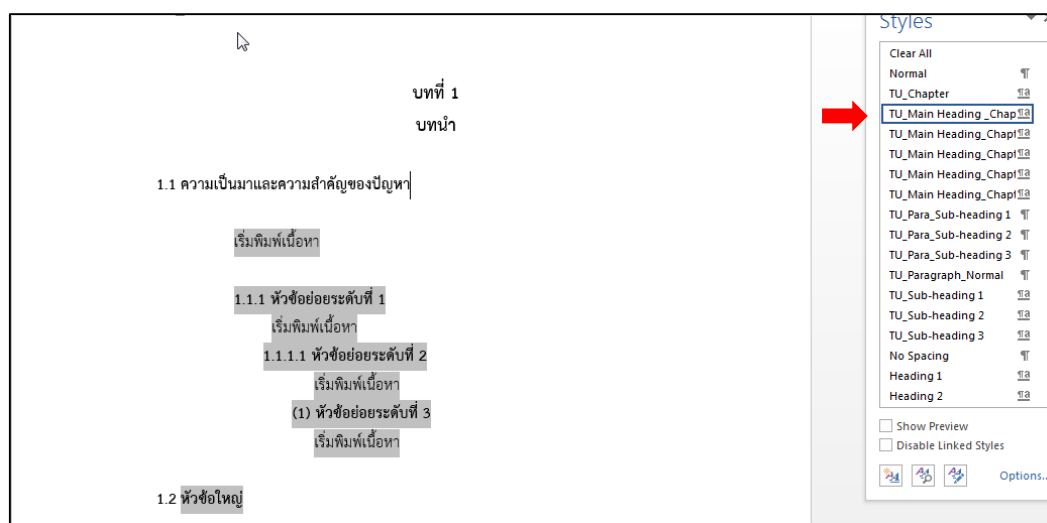 บทที่ 1
บทนำ
1.1 ความเป็นมาและความสำคัญของปัญหา
เริ่มพิมพ์เนื้อหา
1.1.1 หัวข้อย่อยระดับที่ 1
เริ่มพิมพ์เนื้อหา
1.1.1.1 หัวข้อย่อยระดับที่ 2
เริ่มพิมพ์เนื้อหา
(1) หัวข้อย่อยระดับที่ 3
เริ่มพิมพ์เนื้อหา
1.2 หัวข้อใหญ่
Styles
Clear All
Normal
TU_Chapter
TU_Main Heading _Chap
TU_Main Heading_Chapt
TU_Main Heading_Chapt
TU_Main Heading_Chapt
TU_Main Heading_Chapt
TU_Para_Sub-heading 1
TU_Para_Sub-heading 2
TU_Para_Sub-heading 3
TU_Paragraph_Normal
TU_Sub-heading 1
TU_Sub-heading 2
TU_Sub-heading 3
No Spacing
Heading 1
Heading 2
Show Preview
Disable Linked Styles
Options...